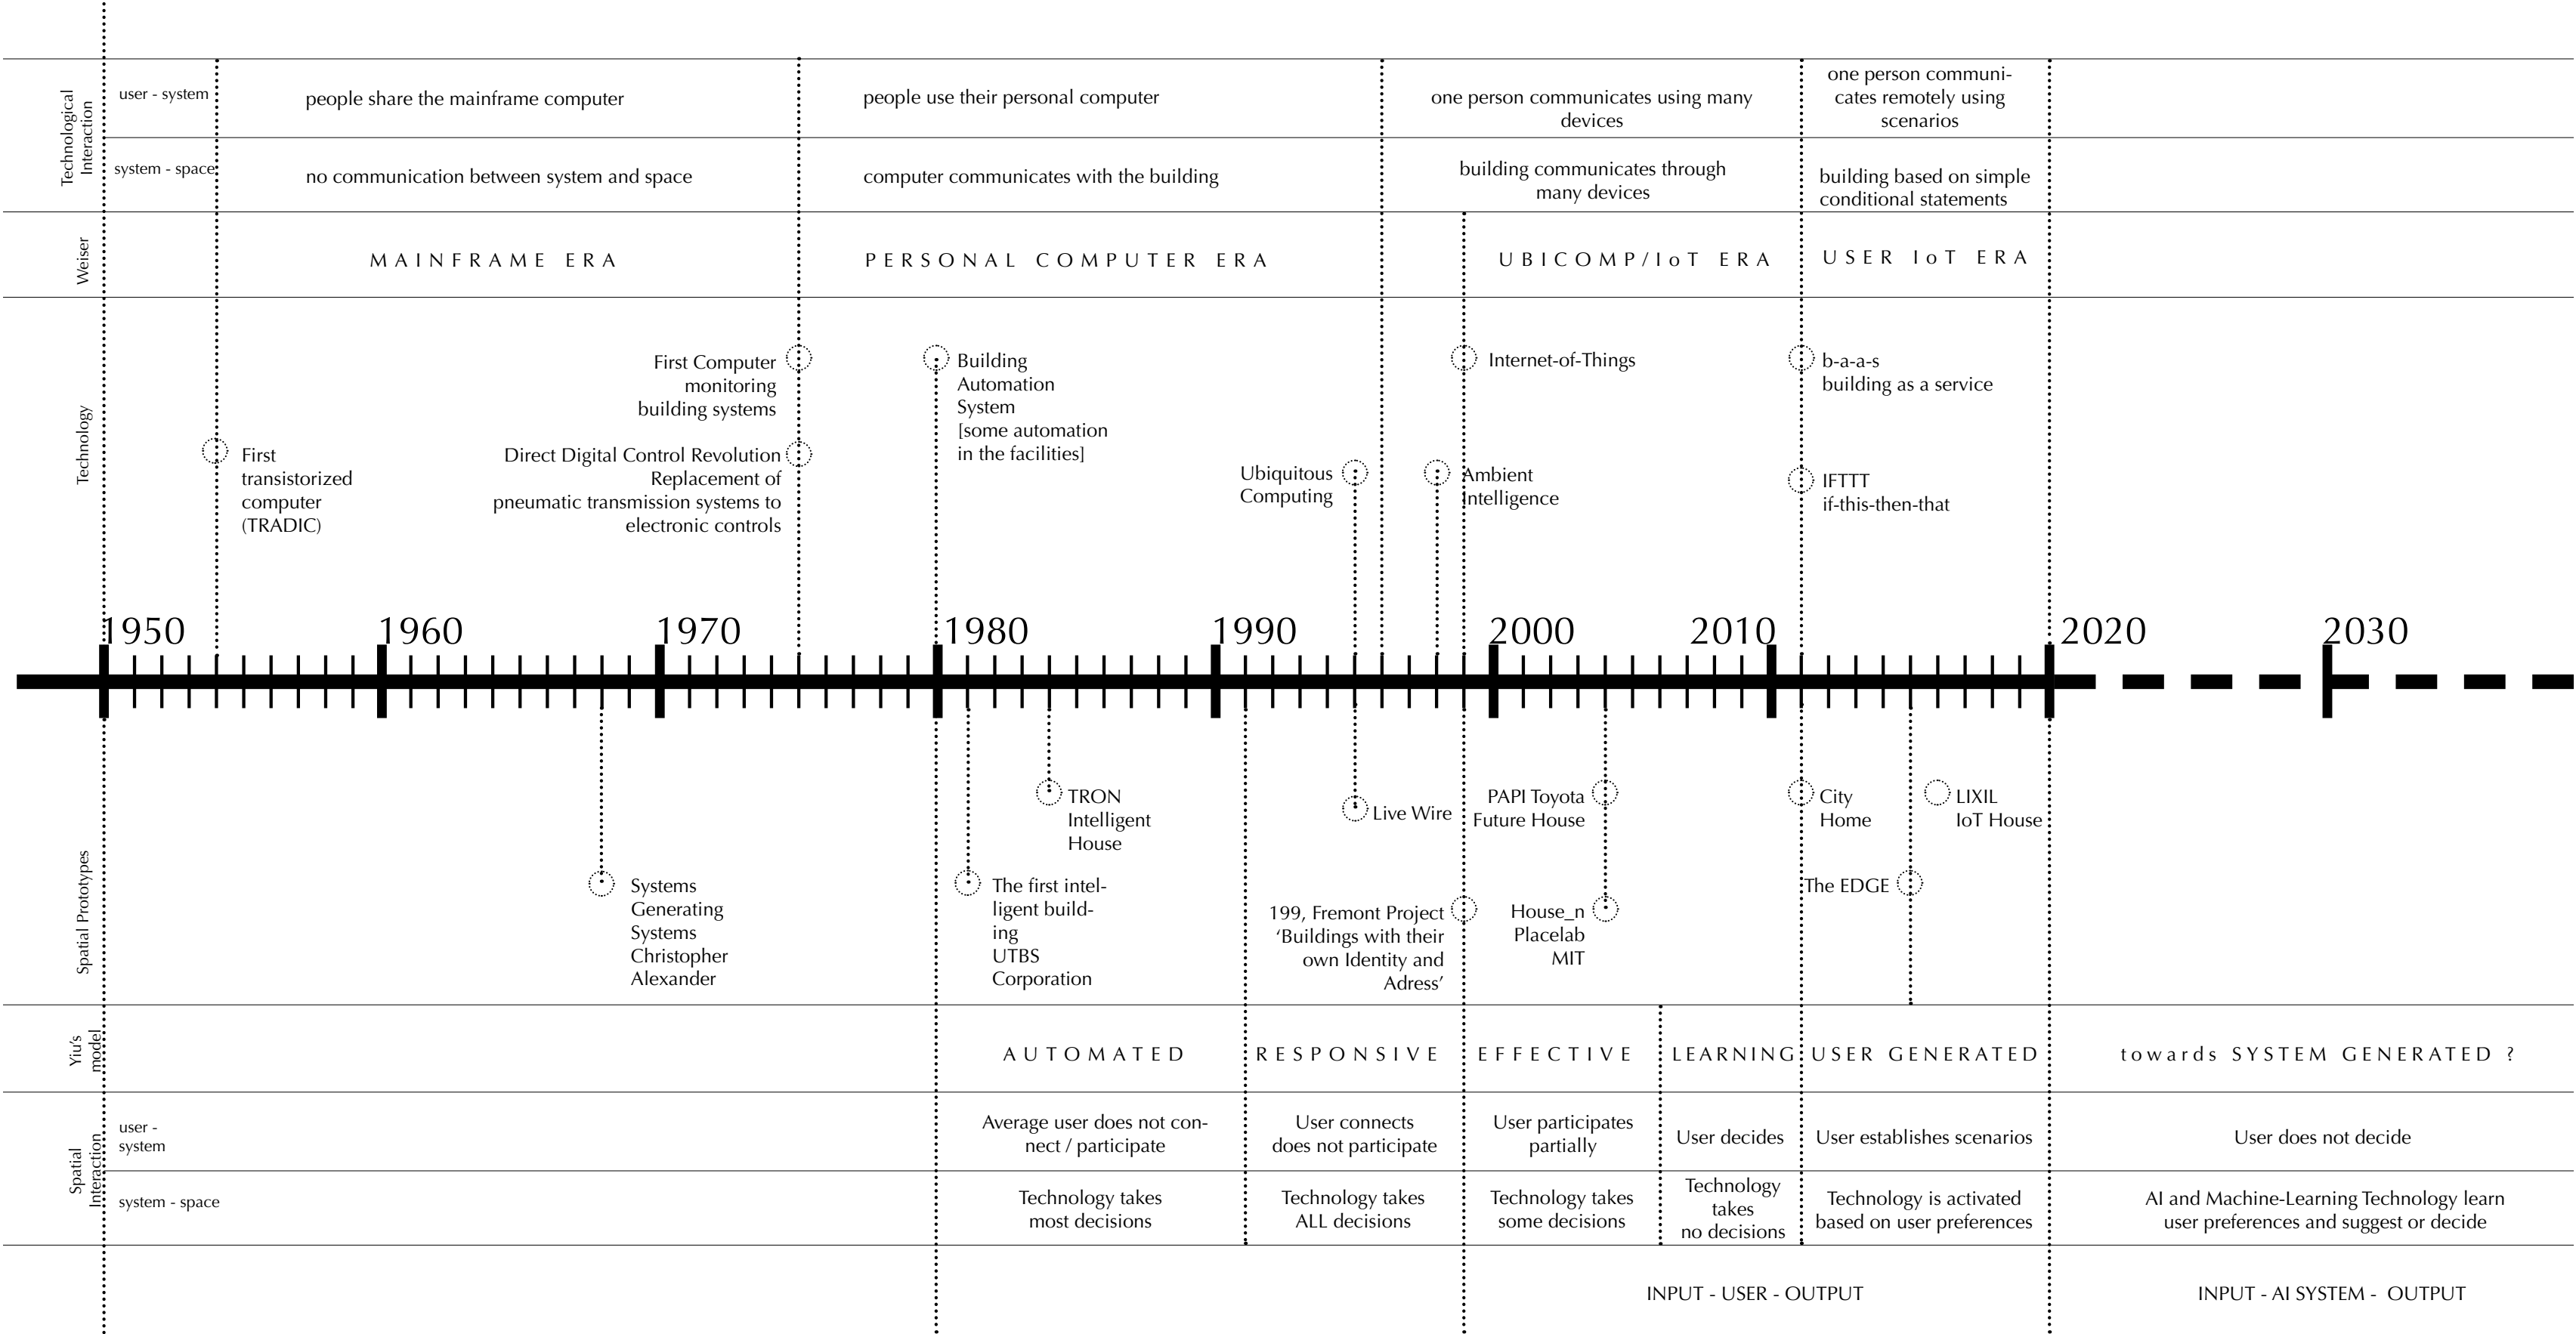 Technological
Interaction
user - system
people share the mainframe computer
people use their personal computer
one person communicates using many
devices
one person communi-
cates remotely using
scenarios
system - space
no communication between system and space
computer communicates with the building
building communicates through
many devices
building based on simple
conditional statements
Weiser
MAINFRAME ERA
PERSONAL COMPUTER ERA
UBICOMP/IoT ERA
USER IoT ERA
Technology
First
transistorized
computer
(TRADIC)
First Computer
monitoring
building systems
Direct Digital Control Revolution
Replacement of
pneumatic transmission systems to
electronic controls
Building
Automation
System
[some automation
in the facilities]
Ubiquitous
Computing
Ambient
Intelligence
Internet-of-Things
b-a-a-s
building as a service
IFTTT
if-this-then-that
1950
1960
1970
1980
1990
2000
2010
2020
2030
Spatial Prototypes
Systems
Generating
Systems
Christopher
Alexander
The first intel-
ligent build-
ing
UTBS
Corporation
TRON
Intelligent
House
Live Wire
199, Fremont Project
‘Buildings with their
own Identity and
Adress’
PAPI Toyota
Future House
House_n
Placelab
MIT
City
Home
The EDGE
LIXIL
IoT House
Yiu’s
model
AUTOMATED
RESPONSIVE
EFFECTIVE
LEARNING
USER GENERATED
towards SYSTEM GENERATED ?
Spatial
Interaction
user -
system
Average user does not con-
nect / participate
User connects
does not participate
User participates
partially
User decides
User establishes scenarios
User does not decide
system - space
Technology takes
most decisions
Technology takes
ALL decisions
Technology takes
some decisions
Technology
takes
no decisions
Technology is activated
based on user preferences
AI and Machine-Learning Technology learn
user preferences and suggest or decide
INPUT - USER - OUTPUT
INPUT - AI SYSTEM - OUTPUT